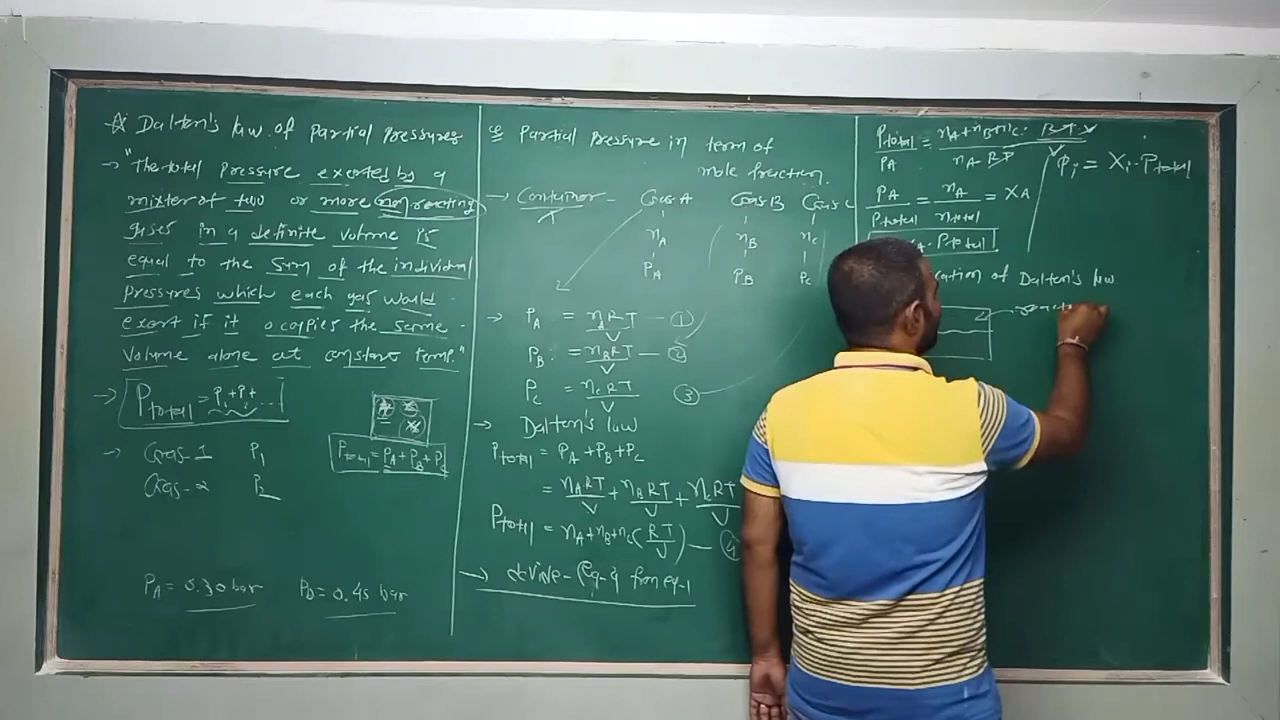 ☆ Dalton's law of Partial Pressures
→ "The total Pressure exerted by a
mixter of two or more non reacting
gases in a definite volume is
equal to the sum of the individual
Pressures which each gas would
exert if it occupies the same
volume alone at constant temp."
→ Ptotal = P₁+P₂+ ...
→ Gas-1 P₁
Gas-2 P₂
Ptotal = PA+PB+PC
PA = 0.30 bar PB = 0.45 bar
Partial Pressure in term of
mole fraction.
→ Container - Gas A Gas B Gas C
nA nB nC
PA PB PC
→ PA = nART/V — ①
PB = nBRT/V — ②
PC = nCRT/V ③
→ Dalton's law
Ptotal = PA+PB+PC
= nART/V + nBRT/V + nCRT/V
Ptotal = nA+nB+nC (RT/V) — ④
→ divide - Eq-4 from eq-1
Ptotal/PA = nA+nB+nC
PA/Ptotal = nA/ntotal = XA
Ptotal
Pi = Xi · Ptotal
of Dalton's law